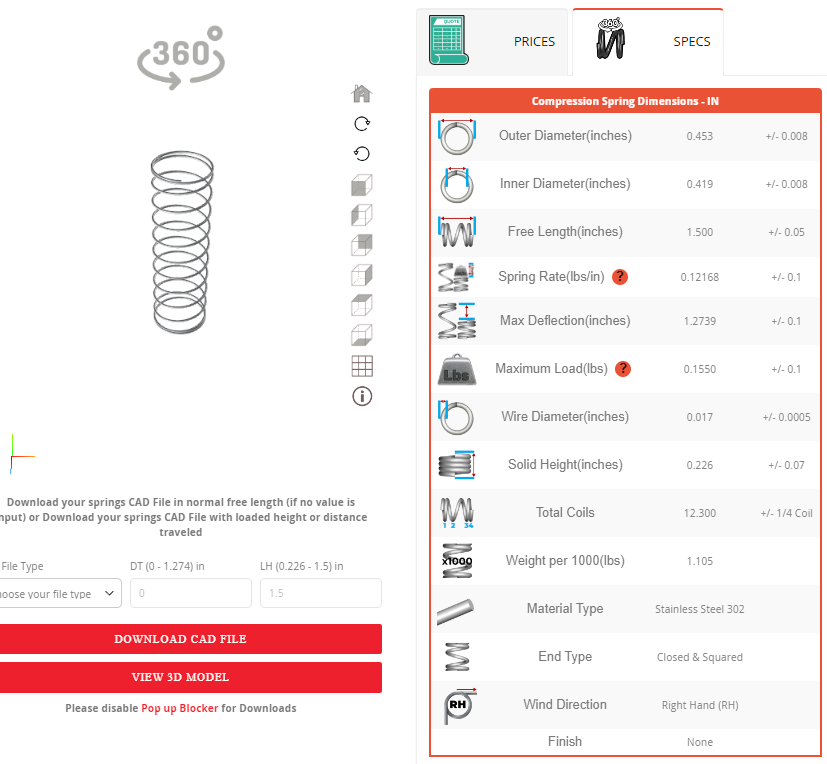 360°
QUOTE
PRICES
SPECS
Compression Spring Dimensions - IN
Outer Diameter(inches) 0.453 +/- 0.008
Inner Diameter(inches) 0.419 +/- 0.008
Free Length(inches) 1.500 +/- 0.05
Spring Rate(lbs/in) ? 0.12168 +/- 0.1
Max Deflection(inches) 1.2739 +/- 0.1
Lbs
Maximum Load(lbs) ? 0.1550 +/- 0.1
Wire Diameter(inches) 0.017 +/- 0.0005
Solid Height(inches) 0.226 +/- 0.07
1 2 34
Total Coils 12.300 +/- 1/4 Coil
x1000
Weight per 1000(lbs) 1.105
Material Type Stainless Steel 302
End Type Closed & Squared
RH
Wind Direction Right Hand (RH)
Finish None
Download your springs CAD File in normal free length (if no value is
nput) or Download your springs CAD File with loaded height or distance
traveled
File Type DT (0 - 1.274) in LH (0.226 - 1.5) in
hoose your file type 0 1.5
DOWNLOAD CAD FILE
VIEW 3D MODEL
Please disable Pop up Blocker for Downloads